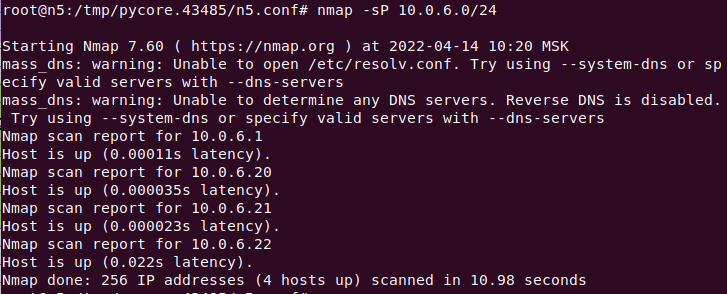 root@n5:/tmp/pycore.43485/n5.conf# nmap -sP 10.0.6.0/24
Starting Nmap 7.60 ( https://nmap.org ) at 2022-04-14 10:20 MSK
mass_dns: warning: Unable to open /etc/resolv.conf. Try using --system-dns or sp
ecify valid servers with --dns-servers
mass_dns: warning: Unable to determine any DNS servers. Reverse DNS is disabled.
 Try using --system-dns or specify valid servers with --dns-servers
Nmap scan report for 10.0.6.1
Host is up (0.00011s latency).
Nmap scan report for 10.0.6.20
Host is up (0.000035s latency).
Nmap scan report for 10.0.6.21
Host is up (0.000023s latency).
Nmap scan report for 10.0.6.22
Host is up (0.022s latency).
Nmap done: 256 IP addresses (4 hosts up) scanned in 10.98 seconds